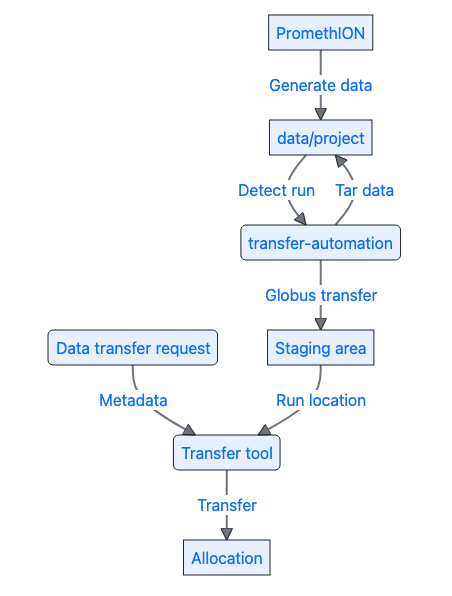 PromethION
Generate data
data/project
Detect run
Tar data
transfer-automation
Globus transfer
Data transfer request
Staging area
Metadata
Run location
Transfer tool
Transfer
Allocation